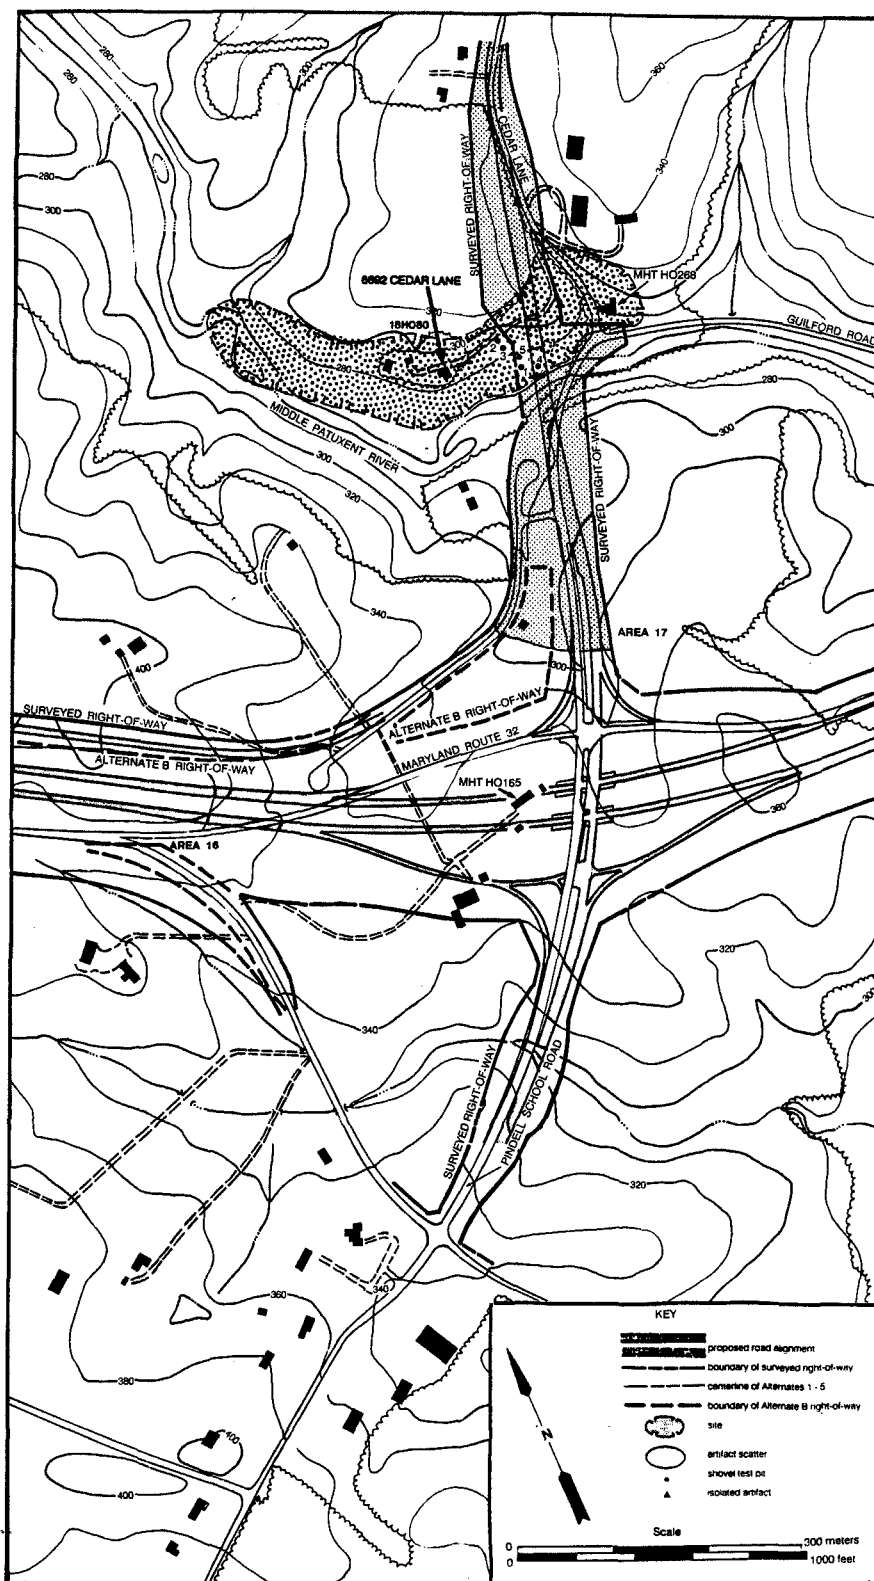 280
280
280
300
360
CEDAR LANE
SURVEYED RIGHT-OF-WAY
340
280
300
MHT HO268
6692 CEDAR LANE
320
18HO80
300
GUILFORD ROAD
280
280
MIDDLE PATUXENT RIVER
300
300
320
SURVEYED RIGHT-OF-WAY
340
AREA 17
400
300
SURVEYED RIGHT-OF-WAY
ALTERNATE B RIGHT-OF-WAY
ALTERNATE B RIGHT-OF-WAY
MARYLAND ROUTE 32
MHT HO165
360
AREA 16
320
300
340
SURVEYED RIGHT-OF-WAY
PINDELL SCHOOL ROAD
320
340
360
380
400
400
KEY
proposed road alignment
boundary of surveyed right-of-way
centerline of Alternates 1 - 5
boundary of Alternate B right-of-way
site
artifact scatter
shovel test pit
isolated artifact
N
Scale
0 300 meters
0 1000 feet